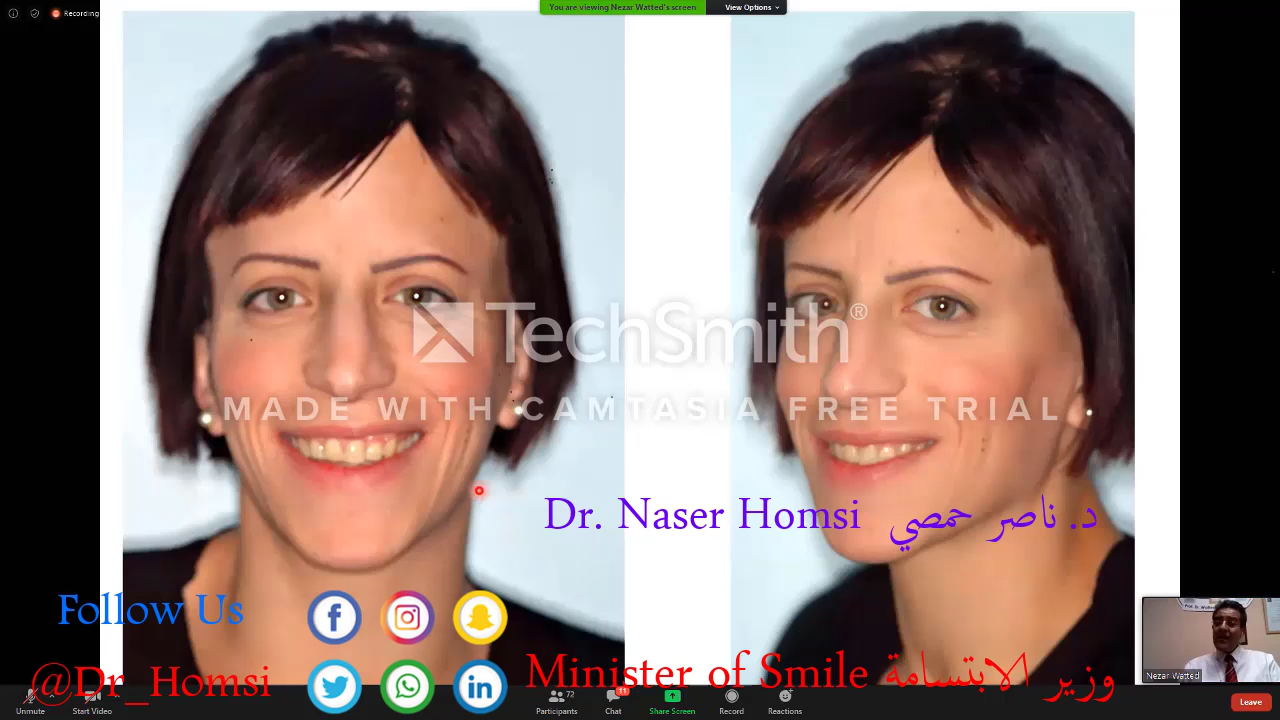 Recording
You are viewing Nezar Watted's screen
View Options
TechSmith®
MADE WITH CAMTASIA FREE TRIAL
Dr. Naser Homsi د. ناصر حمصي
Follow Us
@Dr_Homsi
Minister of Smile وزير الابتسامة
Nezar Watted
Unmute
Start Video
Participants
72
Chat
11
Share Screen
Record
Reactions
Leave